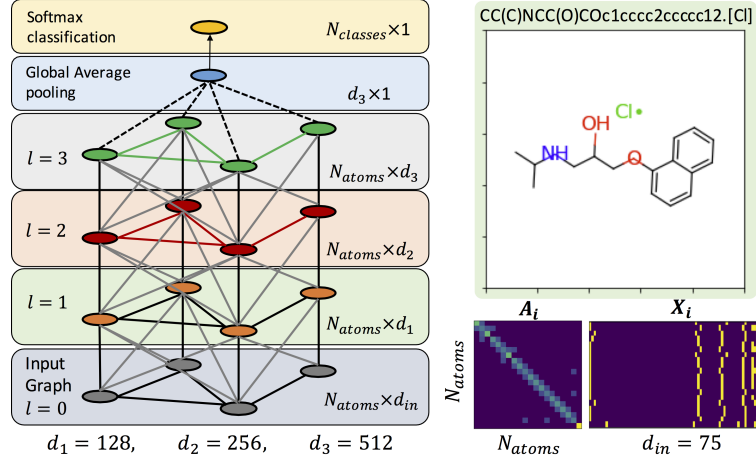 Softmax
classification
N_classes×1
Global Average
pooling
d_3×1
l = 3
N_atoms×d_3
l = 2
N_atoms×d_2
l = 1
N_atoms×d_1
Input
Graph
l = 0
N_atoms×d_in
d_1 = 128, d_2 = 256, d_3 = 512
CC(C)NCC(O)COc1cccc2ccccc12.[Cl]
Cl•
OH
NH
O
A_i
X_i
N_atoms
N_atoms
d_in = 75